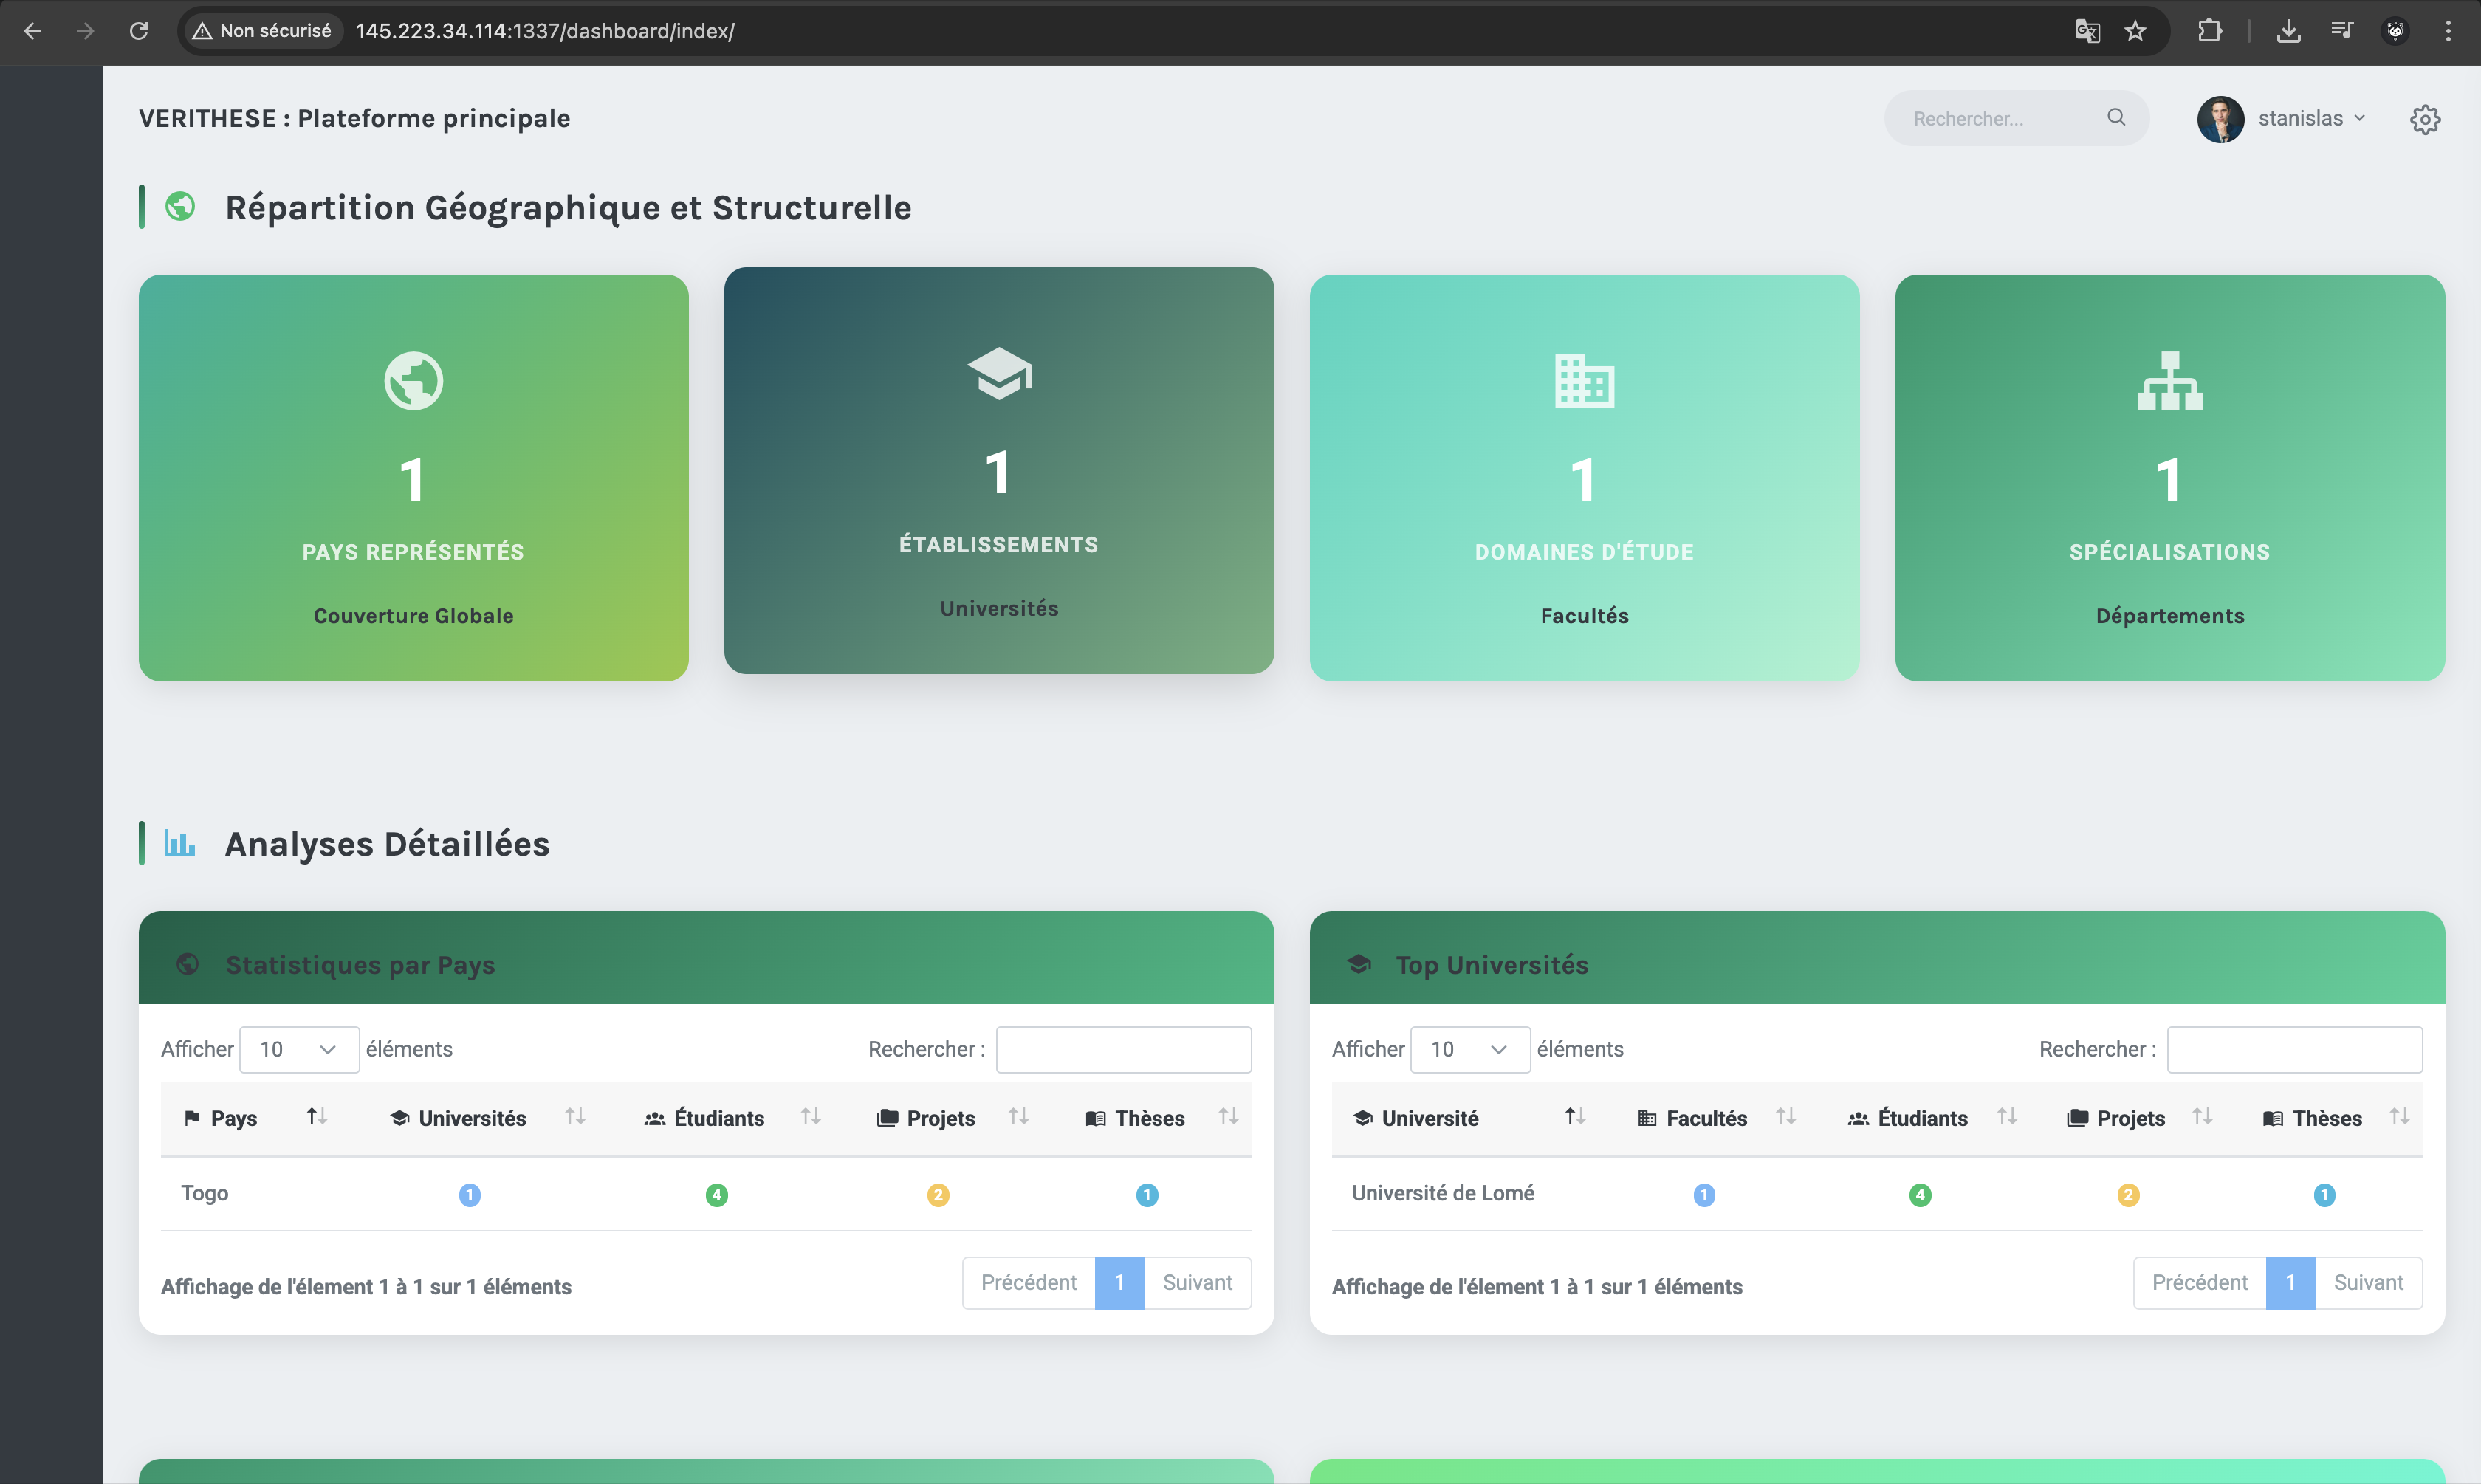 Non sécurisé 145.223.34.114:1337/dashboard/index/
VERITHESE : Plateforme principale
Rechercher...
stanislas
Répartition Géographique et Structurelle
1
PAYS REPRÉSENTÉS
Couverture Globale
1
ÉTABLISSEMENTS
Universités
1
DOMAINES D'ÉTUDE
Facultés
1
SPÉCIALISATIONS
Départements
Analyses Détaillées
Statistiques par Pays
Afficher 10 éléments
Rechercher :
Pays Universités Étudiants Projets Thèses
Togo 1 4 2 1
Affichage de l'élement 1 à 1 sur 1 éléments
Précédent 1 Suivant
Top Universités
Afficher 10 éléments
Rechercher :
Université Facultés Étudiants Projets Thèses
Université de Lomé 1 4 2 1
Affichage de l'élement 1 à 1 sur 1 éléments
Précédent 1 Suivant